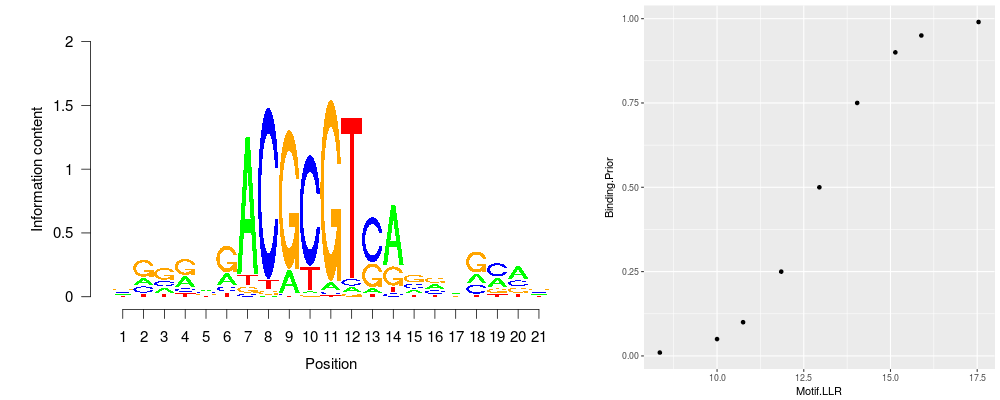 2
1.5
1
0.5
0
Information content
1 2 3 4 5 6 7 8 9 10 11 12 13 14 15 16 17 18 19 20 21
Position
A C G C G T C A
1.00
0.75
0.50
0.25
0.00
Binding.Prior
10.0 12.5 15.0 17.5
Motif.LLR